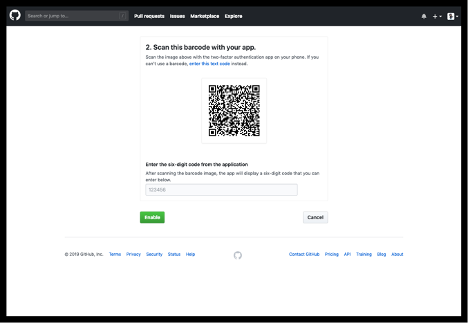 Search or jump to...
Pull requests Issues Marketplace Explore
2. Scan this barcode with your app.
Scan the image above with the two-factor authentication app on your phone. If you
can't use a barcode, enter this text code instead.
Enter the six-digit code from the application
After scanning the barcode image, the app will display a six-digit code that you can
enter below.
123456
Enable Cancel
© 2019 GitHub, Inc. Terms Privacy Security Status Help Contact GitHub Pricing API Training Blog About